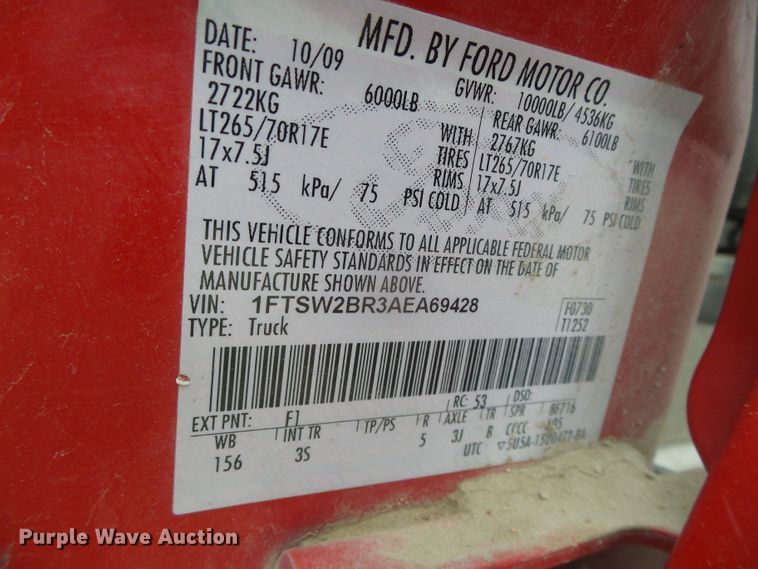 MFD. BY FORD MOTOR CO.
DATE: 10/09 GVWR: 10000LB/ 4536KG
FRONT GAWR: 6000LB REAR GAWR: 6100LB
2722KG WITH 2767KG WITH
LT265/70R17E TIRES LT265/70R17E TIRES
17x7.5J RIMS 17x7.5J RIMS
AT 515 kPa/ 75 PSI COLD AT 515 kPa/ 75 PSI COLD
THIS VEHICLE CONFORMS TO ALL APPLICABLE FEDERAL MOTOR
VEHICLE SAFETY STANDARDS IN EFFECT ON THE DATE OF
MANUFACTURE SHOWN ABOVE.
VIN: 1FTSW2BR3AEA69428 F0730
TYPE: Truck T1252
EXT PNT: F1 RC: 53 DSO:
WB INT TR TP/PS R AXLE TR SPR BF716
156 3S 5 3J B CFCC
UTC
Purple Wave Auction